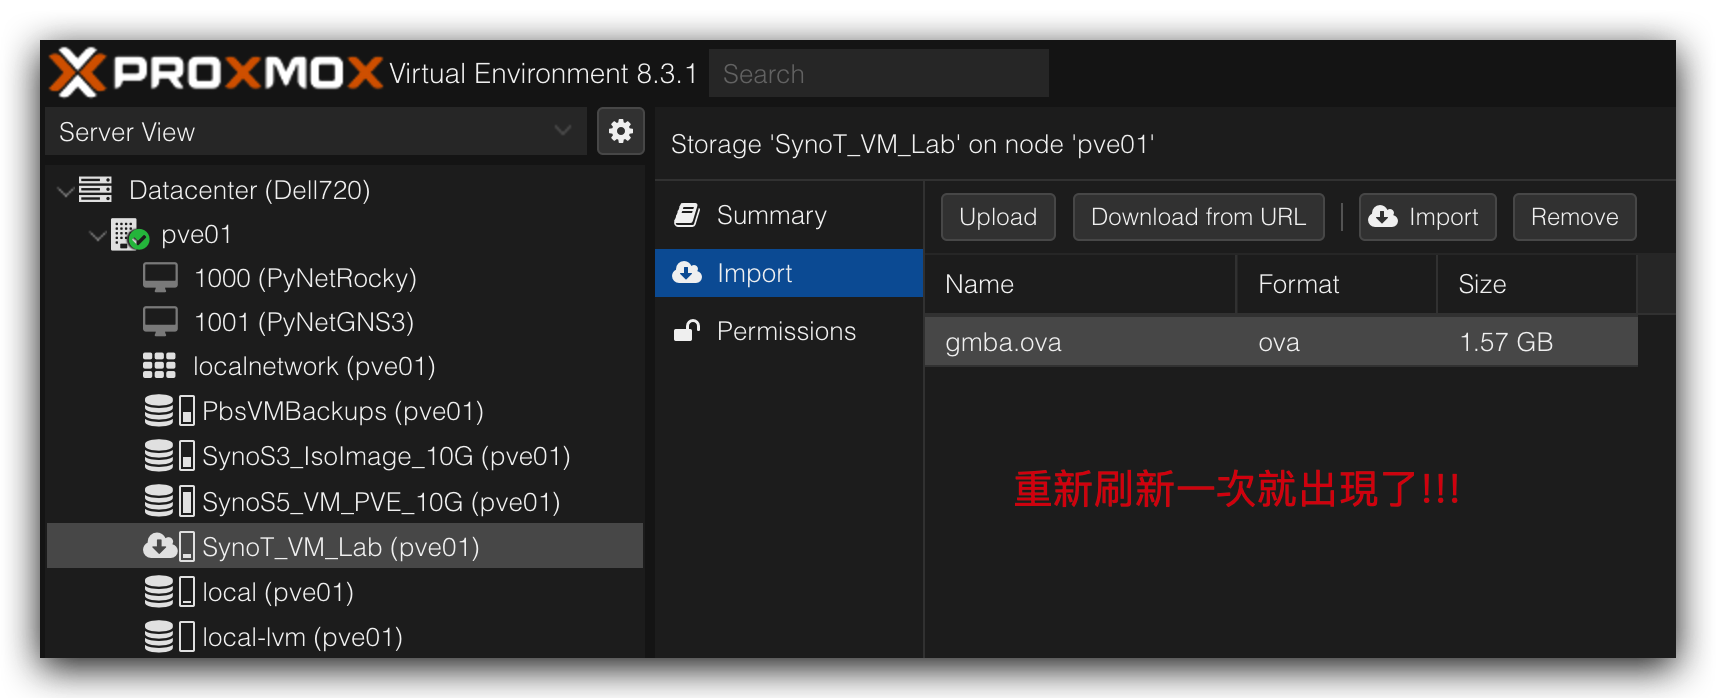 PROXMOX Virtual Environment 8.3.1 Search
Server View
Datacenter (Dell720)
pve01
1000 (PyNetRocky)
1001 (PyNetGNS3)
localnetwork (pve01)
PbsVMBackups (pve01)
SynoS3_IsoImage_10G (pve01)
SynoS5_VM_PVE_10G (pve01)
SynoT_VM_Lab (pve01)
local (pve01)
local-lvm (pve01)
Storage 'SynoT_VM_Lab' on node 'pve01'
Summary
Import
Permissions
Upload Download from URL Import Remove
Name Format Size
gmba.ova ova 1.57 GB
重新刷新一次就出現了!!!